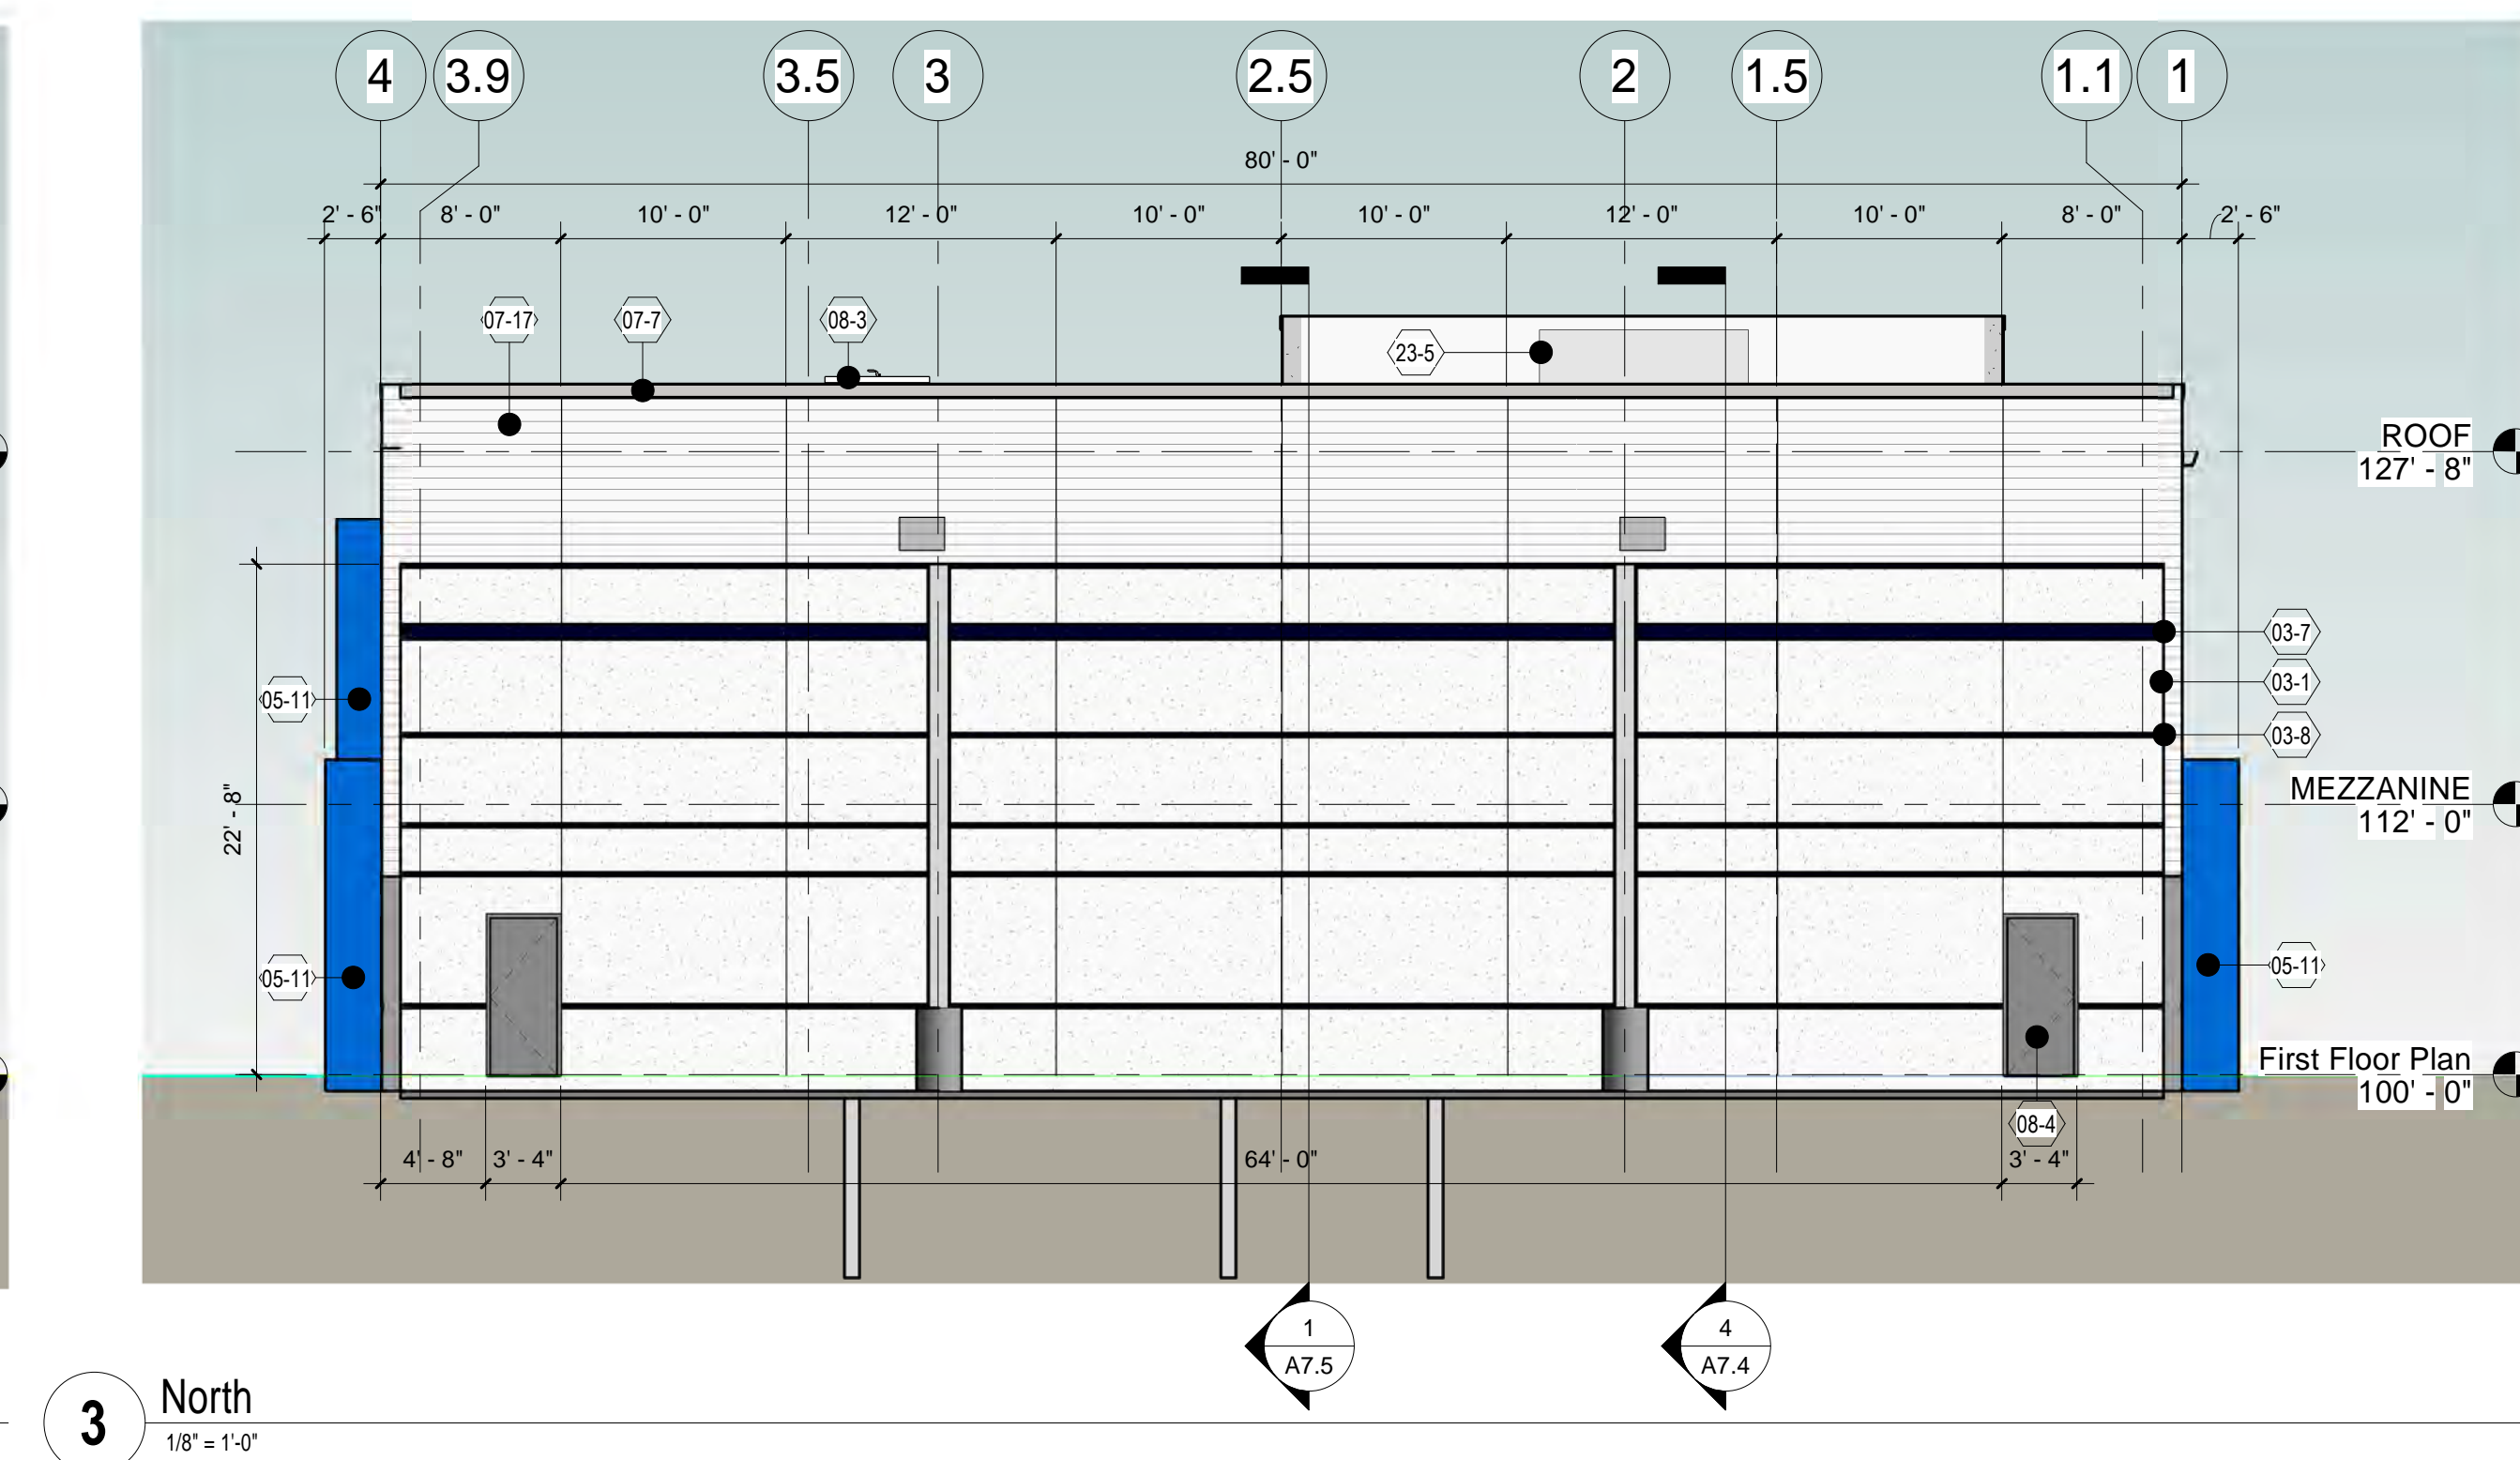 4 3.9 3.5 3 2.5 2 1.5 1.1 1
80' - 0"
2' - 6" 8' - 0" 10' - 0" 12' - 0" 10' - 0" 10' - 0" 12' - 0" 10' - 0" 8' - 0" 2' - 6"
07-17 07-7 08-3
23-5
ROOF
127' - 8"
03-7
03-1
05-11
03-8
22' - 8"
MEZZANINE
112' - 0"
05-11
05-11
First Floor Plan
100' - 0"
08-4
4' - 8" 3' - 4" 64' - 0" 3' - 4"
1
A7.5
4
A7.4
3
North
1/8" = 1'-0"